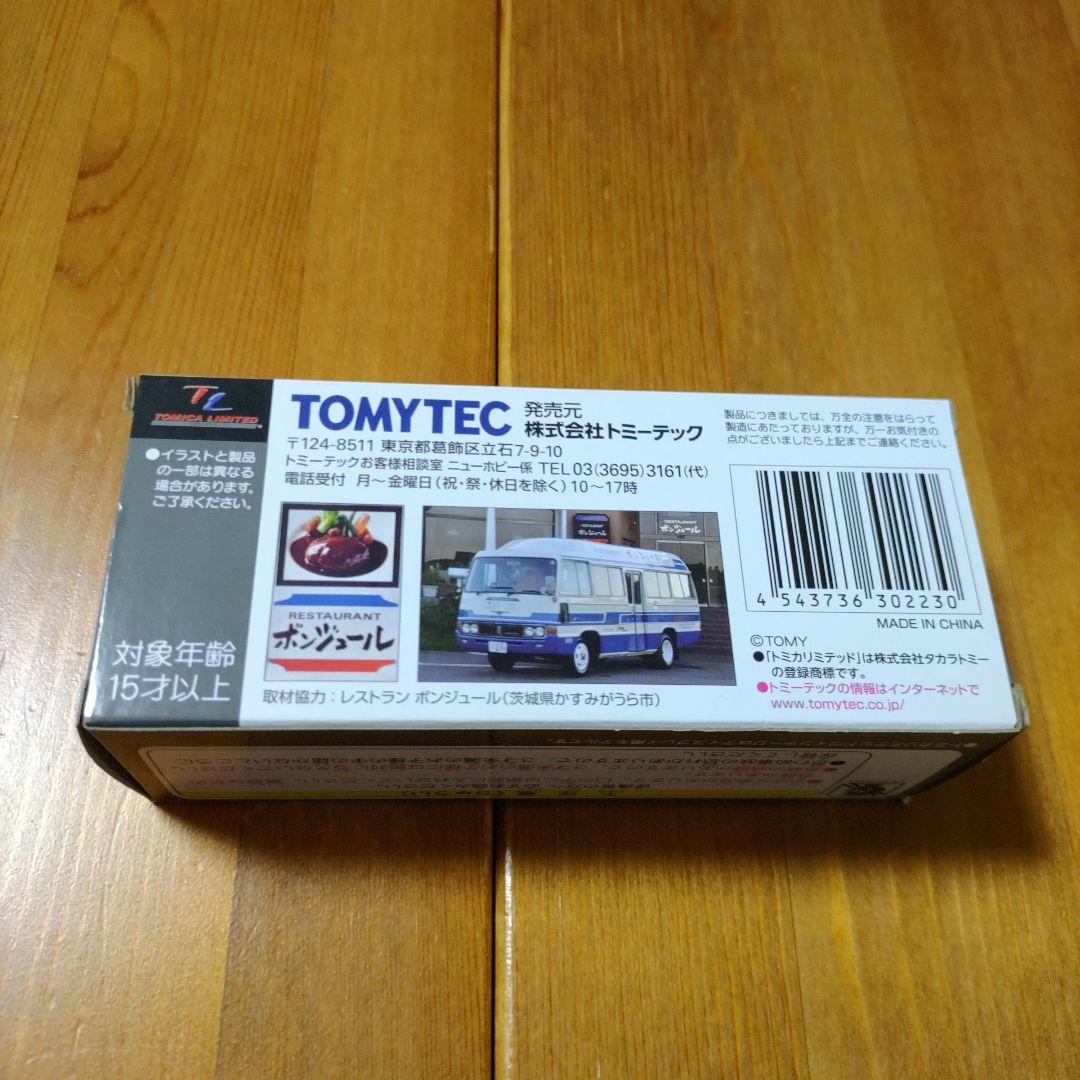 TL
TOMICA LIMITED
●イラストと製品
の一部は異なる
場合があります。
ご了承ください。
対象年齢
15才以上
TOMYTEC
発売元
株式会社トミーテック
〒124-8511 東京都葛飾区立石7-9-10
トミーテックお客様相談室 ニューホビー係 TEL 03(3695)3161(代)
電話受付 月~金曜日(祝・祭・休日を除く)10~17時
RESTAURANT
ボンジュール
RESTAURANT
ボンジュール
取材協力：レストラン ボンジュール(茨城県かすみがうら市)
製品につきましては、万全の注意をはらって
製造にあたっておりますが、万一お気付きの
点がございましたら上記までご連絡ください。
4 543736 302230
MADE IN CHINA
©TOMY
●「トミカリミテッド」は株式会社タカラトミー
の登録商標です。
●トミーテックの情報はインターネットで
www.tomytec.co.jp/